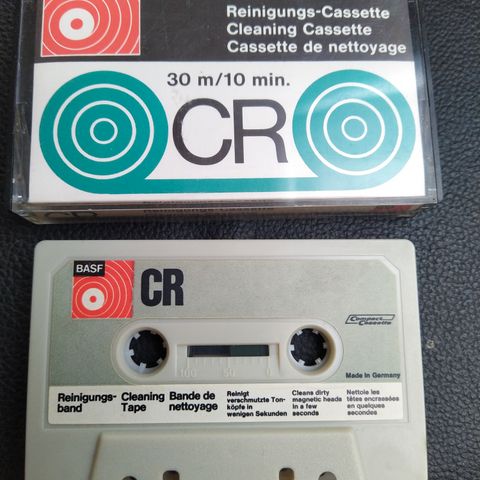 Reinigungs-Cassette
Cleaning Cassette
Cassette de nettoyage
30 m/10 min.
CR
BASF
CR
Compact
Cassette
100 50 0
Made in Germany
Reinigungs-
band
Cleaning
Tape
Bande de
nettoyage
Reinigt
verschmutzte Ton-
köpfe in
wenigen Sekunden
Cleans dirty
magnetic heads
in a few
seconds
Nettoie les
têtes encrassées
en quelques
secondes